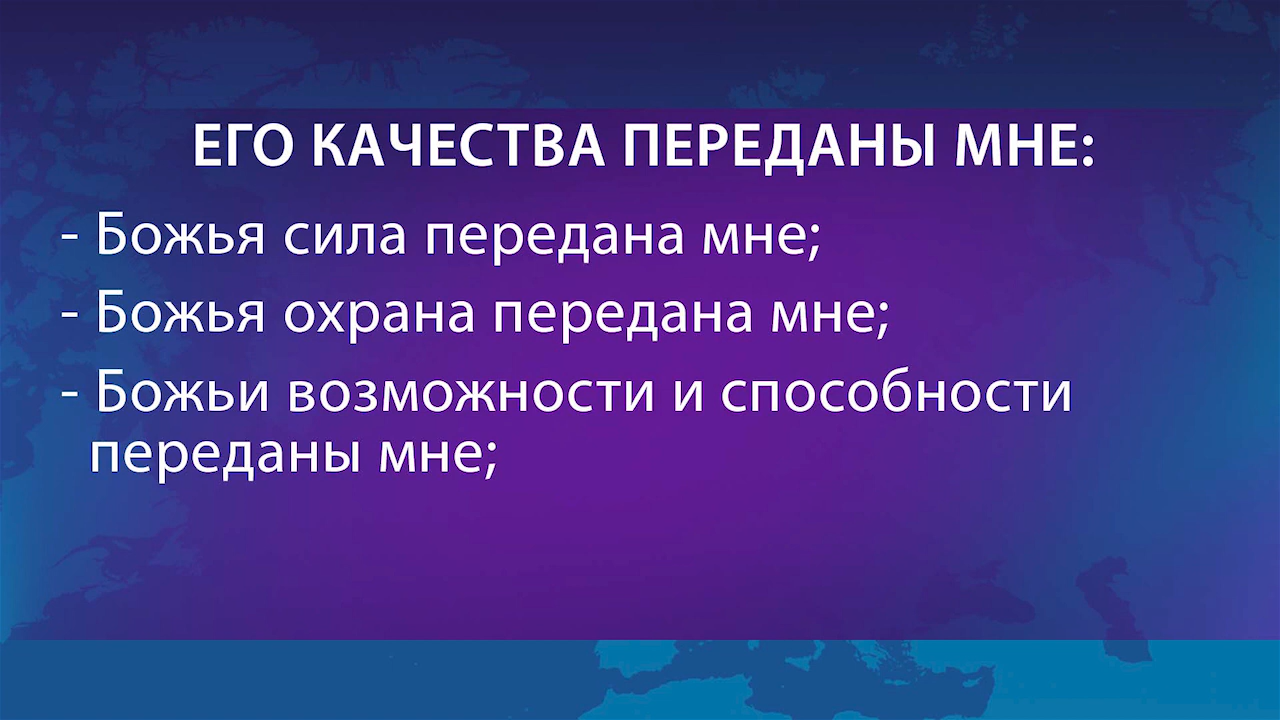 ЕГО КАЧЕСТВА ПЕРЕДАНЫ МНЕ:
- Божья сила передана мне;
- Божья охрана передана мне;
- Божьи возможности и способности
переданы мне;